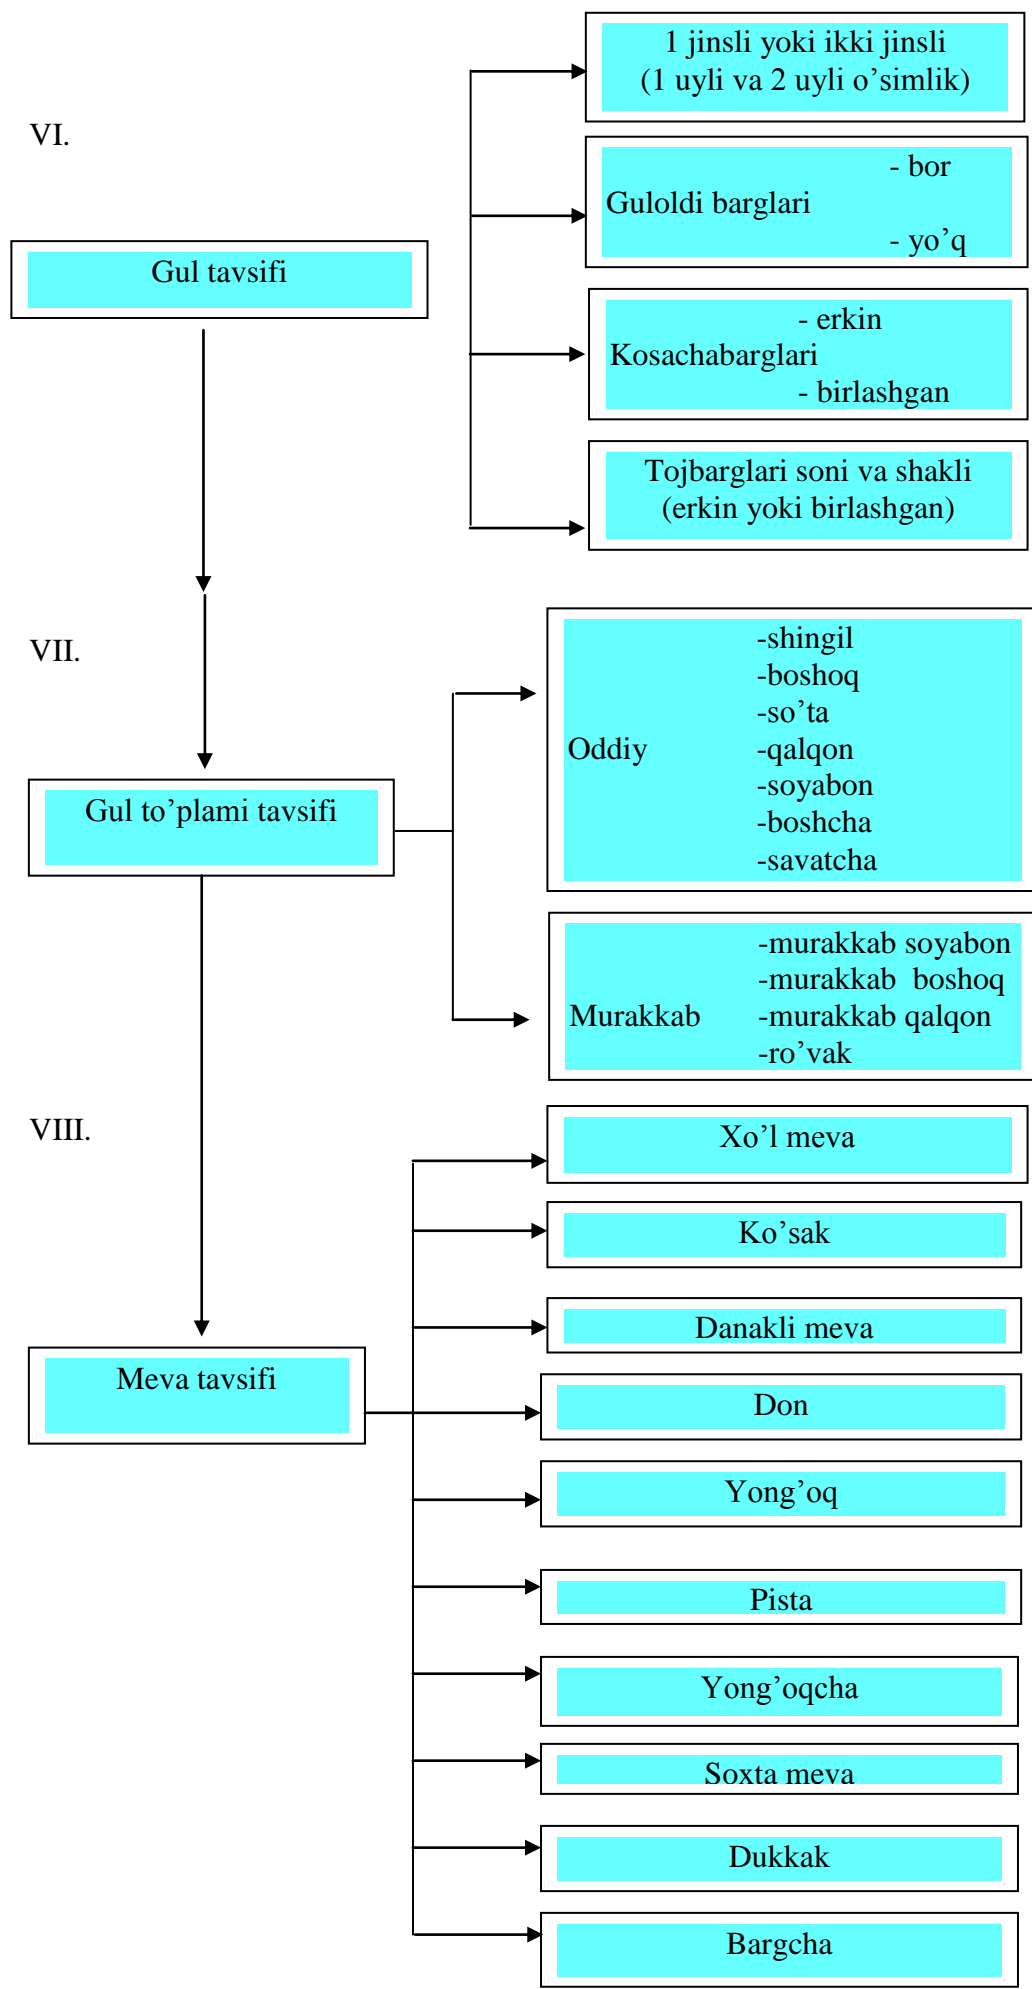 VI.
Gul tavsifi
1 jinsli yoki ikki jinsli
(1 uyli va 2 uyli o’simlik)
- bor
Guloldi barglari
- yo’q
- erkin
Kosachabarglari
- birlashgan
Tojbarglari soni va shakli
(erkin yoki birlashgan)
VII.
Gul to’plami tavsifi
-shingil
-boshoq
-so’ta
Oddiy -qalqon
-soyabon
-boshcha
-savatcha
-murakkab soyabon
-murakkab boshoq
Murakkab -murakkab qalqon
-ro’vak
VIII.
Meva tavsifi
Xo’l meva
Ko’sak
Danakli meva
Don
Yong’oq
Pista
Yong’oqcha
Soxta meva
Dukkak
Bargcha